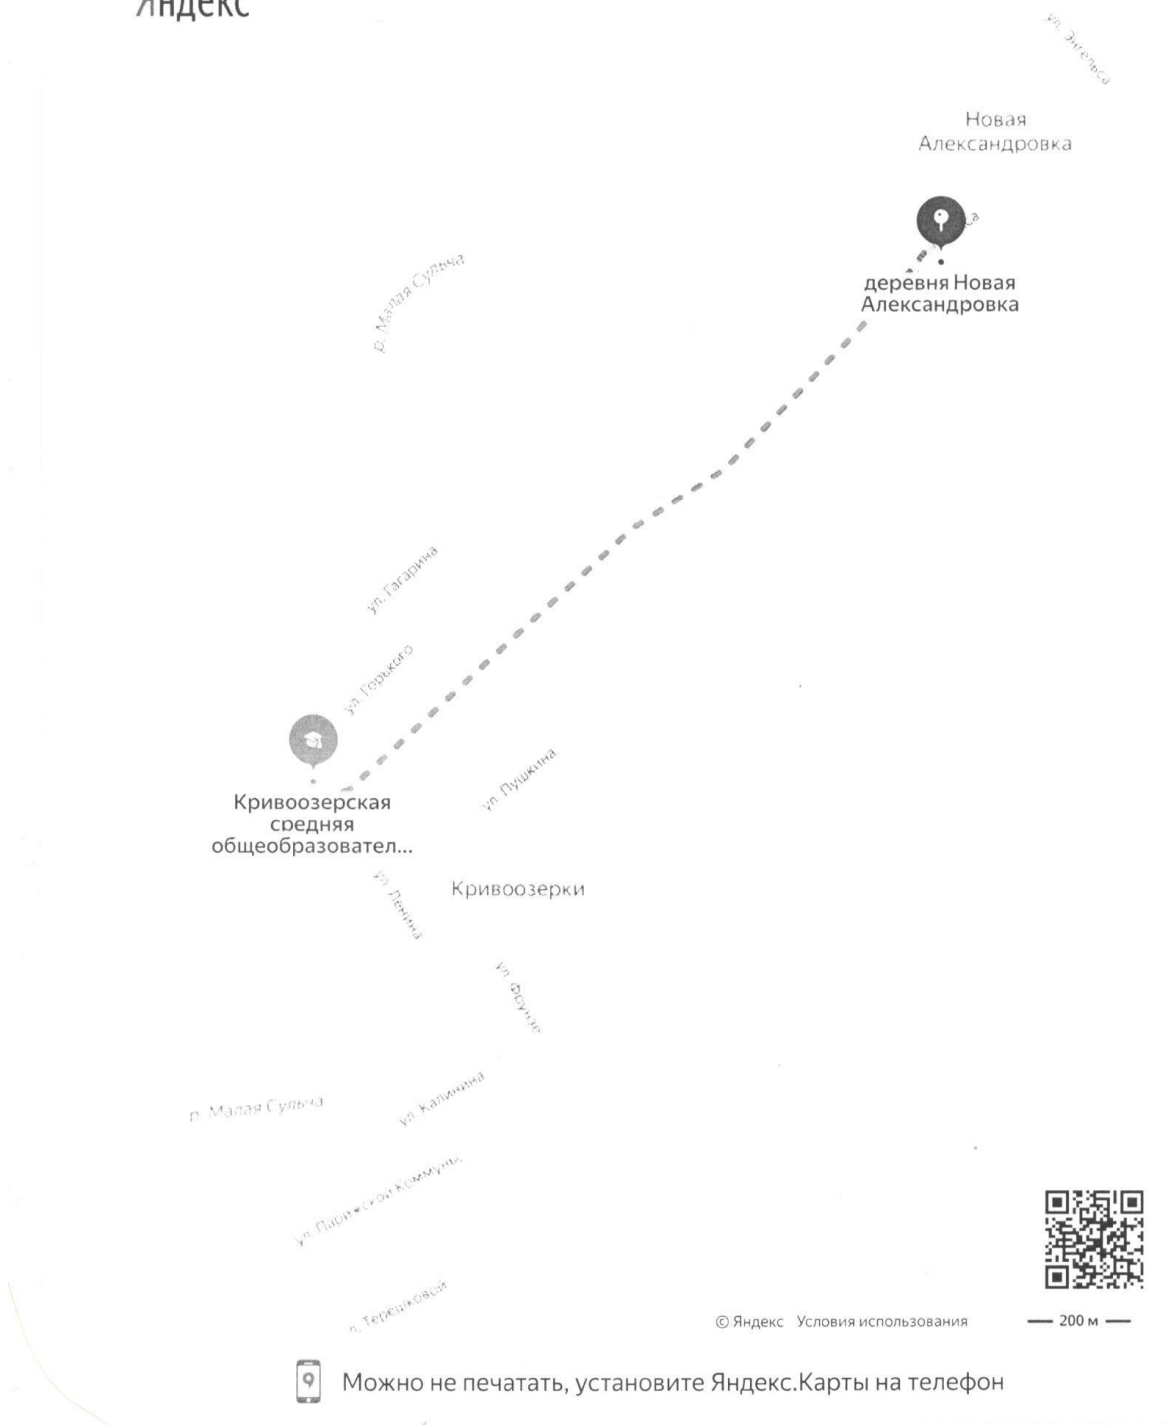 Яндекс
ул. Энгельса
Новая
Александровка
са
деревня Новая
Александровка
р. Малая Сульча
ул. Гагарина
ул. Горького
ул. Пушкина
Кривоозерская
средняя
общеобразовател...
ул. Ленина
Кривоозерки
ул. Фрунзе
ул. Калинина
р. Малая Сульча
ул. Парижской Коммуны
л. Терешковой
© Яндекс Условия использования
200 м
Можно не печатать, установите Яндекс.Карты на телефон